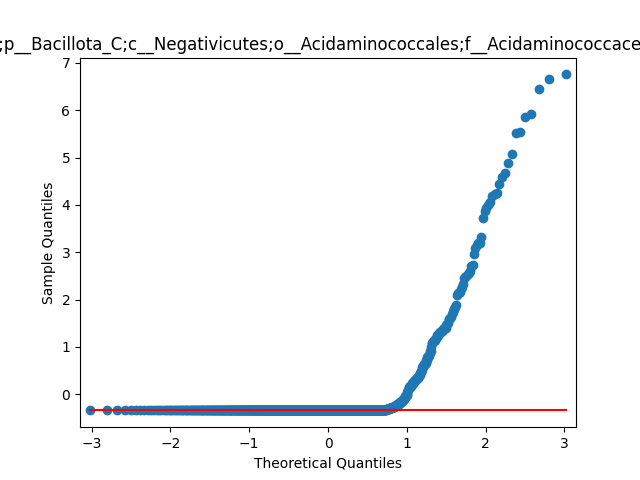 ;p__Bacillota_C;c__Negativicutes;o__Acidaminococcales;f__Acidaminococcace
7
6
5
4
3
2
1
0
Sample Quantiles
−3 −2 −1 0 1 2 3
Theoretical Quantiles